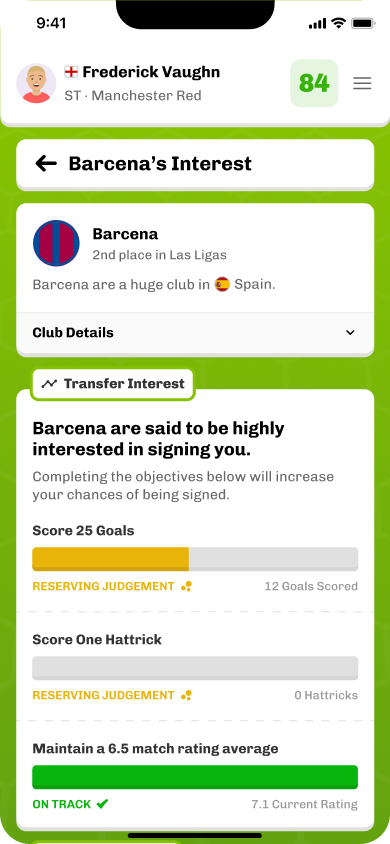 9:41
Frederick Vaughn
ST · Manchester Red
84
Barcena’s Interest
Barcena
2nd place in Las Ligas
Barcena are a huge club in Spain.
Club Details
Transfer Interest
Barcena are said to be highly
interested in signing you.
Completing the objectives below will increase
your chances of being signed.
Score 25 Goals
RESERVING JUDGEMENT
12 Goals Scored
Score One Hattrick
RESERVING JUDGEMENT
0 Hattricks
Maintain a 6.5 match rating average
ON TRACK
7.1 Current Rating